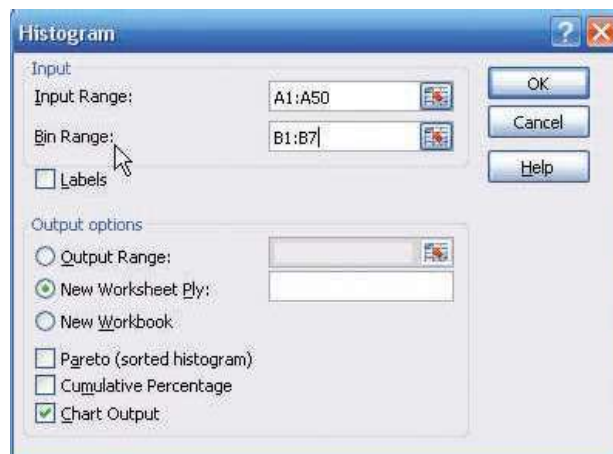 Histogram
Input
Input Range: A1:A50
Bin Range: B1:B7
Labels
OK
Cancel
Help
Output options
Output Range:
New Worksheet Ply:
New Workbook
Pareto (sorted histogram)
Cumulative Percentage
Chart Output